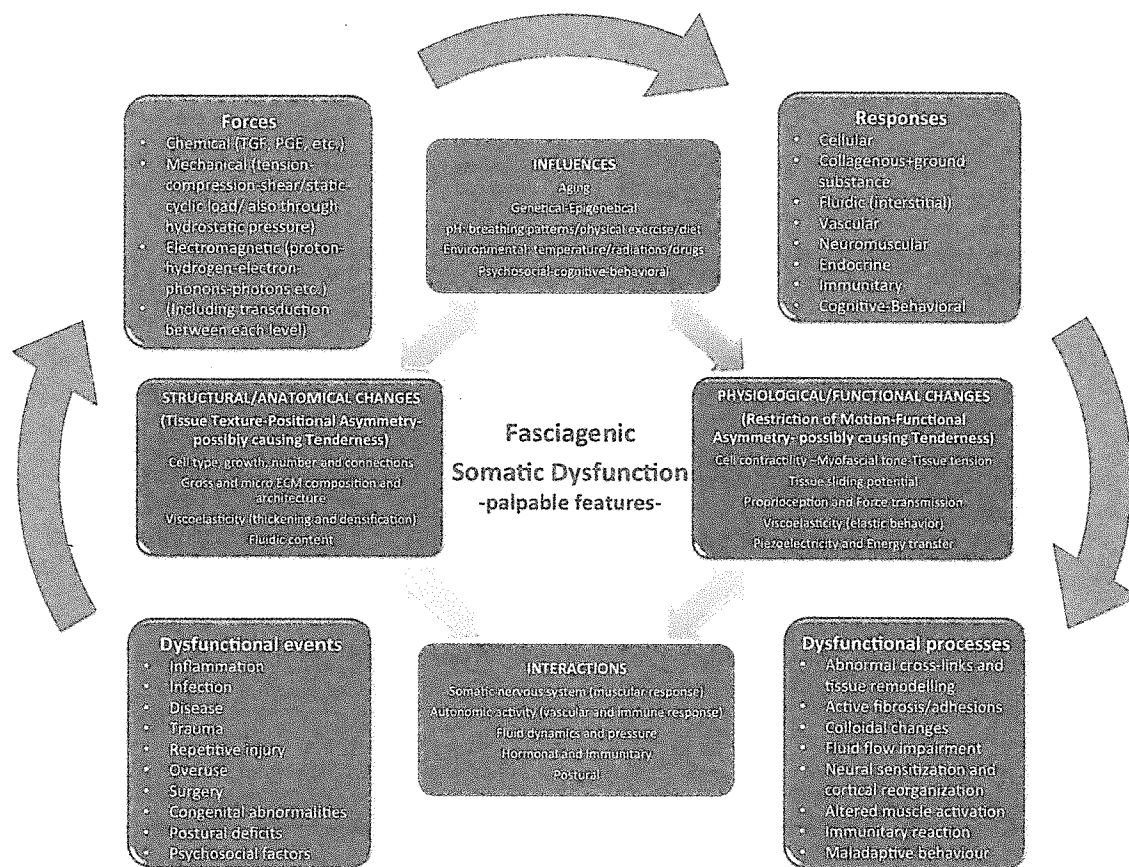 Forces
• Chemical (TGF, PGE, etc.)
• Mechanical (tension-
compression-shear/static-
cyclic load/ also through
hydrostatic pressure)
• Electromagnetic (proton-
hydrogen-electron-
phonons-photons etc.)
• (Including transduction
between each level)
INFLUENCES
Aging
Genetical-Epigenetical
pH: breathing patterns/physical exercise/diet
Environmental: temperature/radiations/drugs
Psychosocial-cognitive-behavioral
Responses
• Cellular
• Collagenous+ground
substance
• Fluidic (interstitial)
• Vascular
• Neuromuscular
• Endocrine
• Immunitary
• Cognitive-Behavioral
STRUCTURAL/ANATOMICAL CHANGES
(Tissue Texture-Positional Asymmetry-
possibly causing Tenderness)
Cell type, growth, number and connections
Gross and micro ECM composition and
architecture
Viscoelasticity (thickening and densification)
Fluidic content
Fasciagenic
Somatic Dysfunction
-palpable features-
PHYSIOLOGICAL/FUNCTIONAL CHANGES
(Restriction of Motion-Functional
Asymmetry- possibly causing Tenderness)
Cell contractility –Myofascial tone-Tissue tension
Tissue sliding potential
Proprioception and Force transmission
Viscoelasticity (elastic behavior)
Piezoelectricity and Energy transfer
Dysfunctional events
• Inflammation
• Infection
• Disease
• Trauma
• Repetitive injury
• Overuse
• Surgery
• Congenital abnormalities
• Postural deficits
• Psychosocial factors
INTERACTIONS
Somatic nervous system (muscular response)
Autonomic activity (vascular and immune response)
Fluid dynamics and pressure
Hormonal and Immunitary
Postural
Dysfunctional processes
• Abnormal cross-links and
tissue remodelling
• Active fibrosis/adhesions
• Colloidal changes
• Fluid flow impairment
• Neural sensitization and
cortical reorganization
• Altered muscle activation
• Immunitary reaction
• Maladaptive behaviour